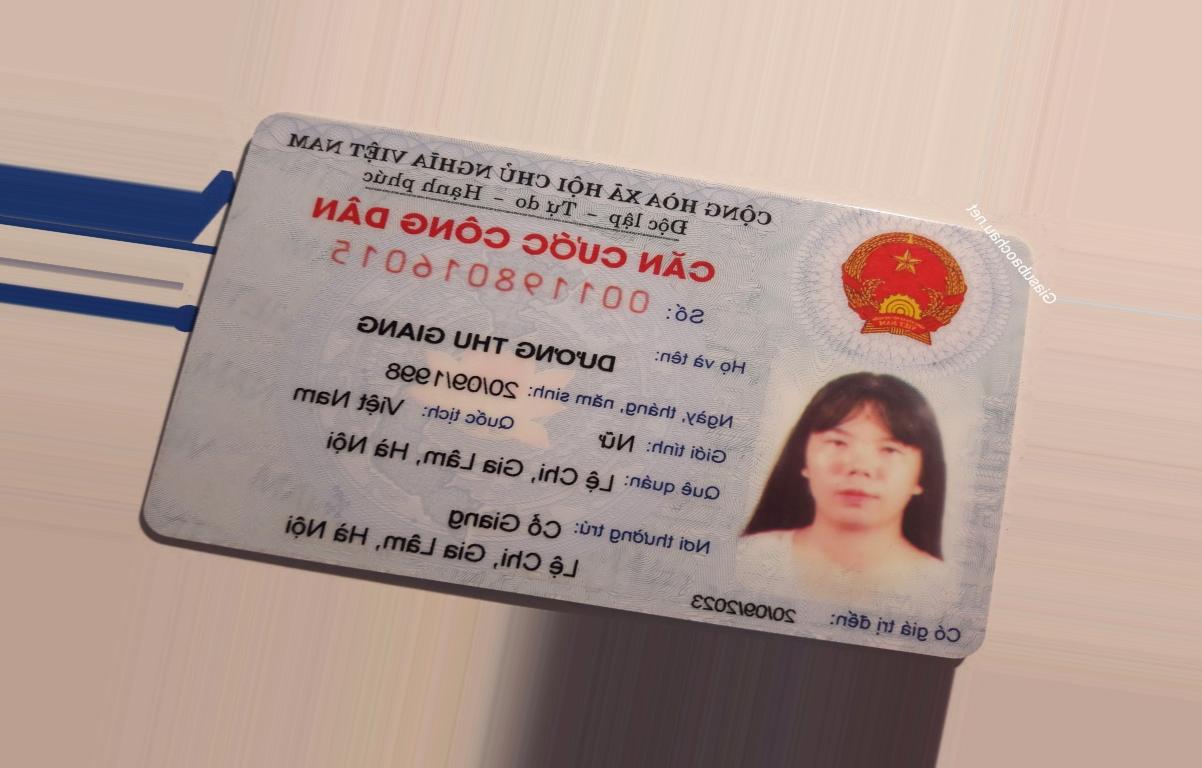 CỘNG HÒA XÃ HỘI CHỦ NGHĨA VIỆT NAM
Độc lập - Tự do - Hạnh phúc
CĂN CƯỚC CÔNG DÂN
Số: 001198016015
Họ và tên: DƯƠNG THU GIANG
Ngày, tháng, năm sinh: 20/09/1998
Giới tính: Nữ Quốc tịch: Việt Nam
Quê quán: Lệ Chi, Gia Lâm, Hà Nội
Nơi thường trú: Cổ Giang
Lệ Chi, Gia Lâm, Hà Nội
Có giá trị đến: 20/09/2023
VIỆT NAM
Giasubaochau.net